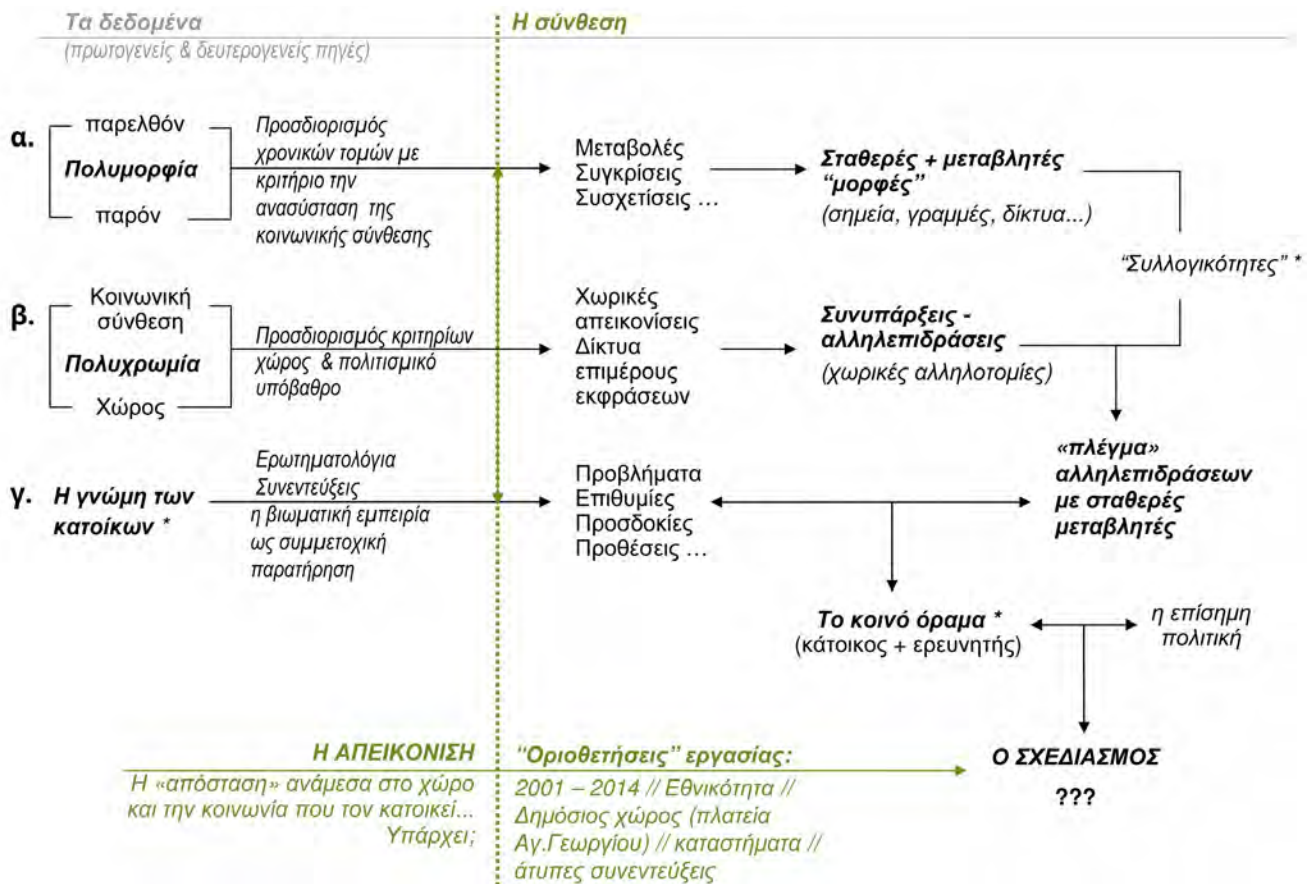 Τα δεδομένα
(πρωτογενείς & δευτερογενείς πηγές)
Η σύνθεση
α.
παρελθόν
Πολυμορφία
παρόν
Προσδιορισμός
χρονικών τομών με
κριτήριο την
ανασύσταση της
κοινωνικής σύνθεσης
Μεταβολές
Συγκρίσεις
Συσχετίσεις …
Σταθερές + μεταβλητές
“μορφές”
(σημεία, γραμμές, δίκτυα...)
“Συλλογικότητες” *
β.
Κοινωνική
σύνθεση
Πολυχρωμία
Χώρος
Προσδιορισμός κριτηρίων
χώρος & πολιτισμικό
υπόβαθρο
Χωρικές
απεικονίσεις
Δίκτυα
επιμέρους
εκφράσεων
Συνυπάρξεις -
αλληλεπιδράσεις
(χωρικές αλληλοτομίες)
γ.
Η γνώμη των
κατοίκων *
Ερωτηματολόγια
Συνεντεύξεις
η βιωματική εμπειρία
ως συμμετοχική
παρατήρηση
Προβλήματα
Επιθυμίες
Προσδοκίες
Προθέσεις …
«πλέγμα»
αλληλεπιδράσεων
με σταθερές
μεταβλητές
Το κοινό όραμα *
(κάτοικος + ερευνητής)
η επίσημη
πολιτική
Η ΑΠΕΙΚΟΝΙΣΗ
Η «απόσταση» ανάμεσα στο χώρο
και την κοινωνία που τον κατοικεί...
Υπάρχει;
“Οριοθετήσεις” εργασίας:
2001 – 2014 // Εθνικότητα //
Δημόσιος χώρος (πλατεία
Αγ.Γεωργίου) // καταστήματα //
άτυπες συνεντεύξεις
Ο ΣΧΕΔΙΑΣΜΟΣ
???